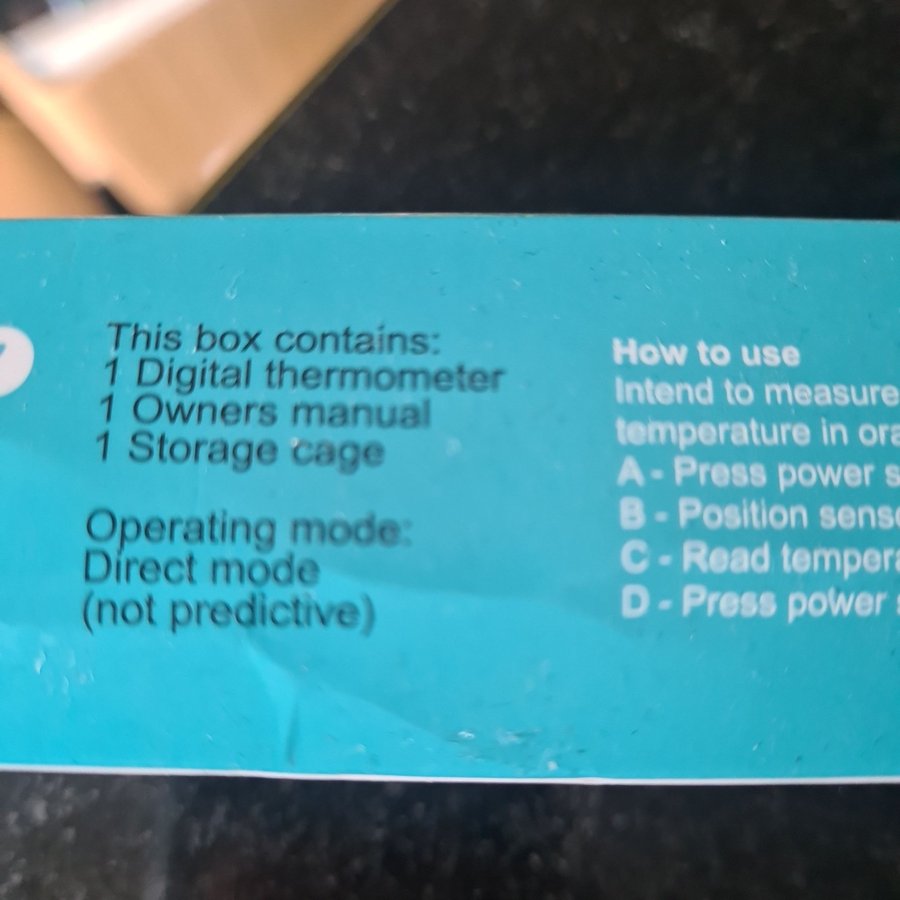 This box contains:
1 Digital thermometer
1 Owners manual
1 Storage cage
Operating mode:
Direct mode
(not predictive)
How to use
Intend to measure
temperature in
A - Press power
B - Position
C - Read
D - Press power